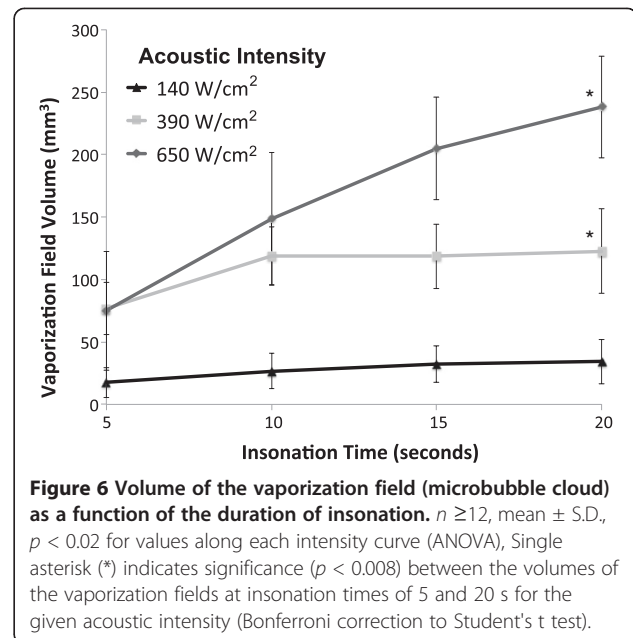 300
250
200
150
100
50
0
Vaporization Field Volume (mm³)
Acoustic Intensity
140 W/cm²
390 W/cm²
650 W/cm²
*
*
5 10 15 20
Insonation Time (seconds)
Figure 6 Volume of the vaporization field (microbubble cloud)
as a function of the duration of insonation. n ≥12, mean ± S.D.,
p < 0.02 for values along each intensity curve (ANOVA), Single
asterisk (*) indicates significance (p < 0.008) between the volumes of
the vaporization fields at insonation times of 5 and 20 s for the
given acoustic intensity (Bonferroni correction to Student's t test).